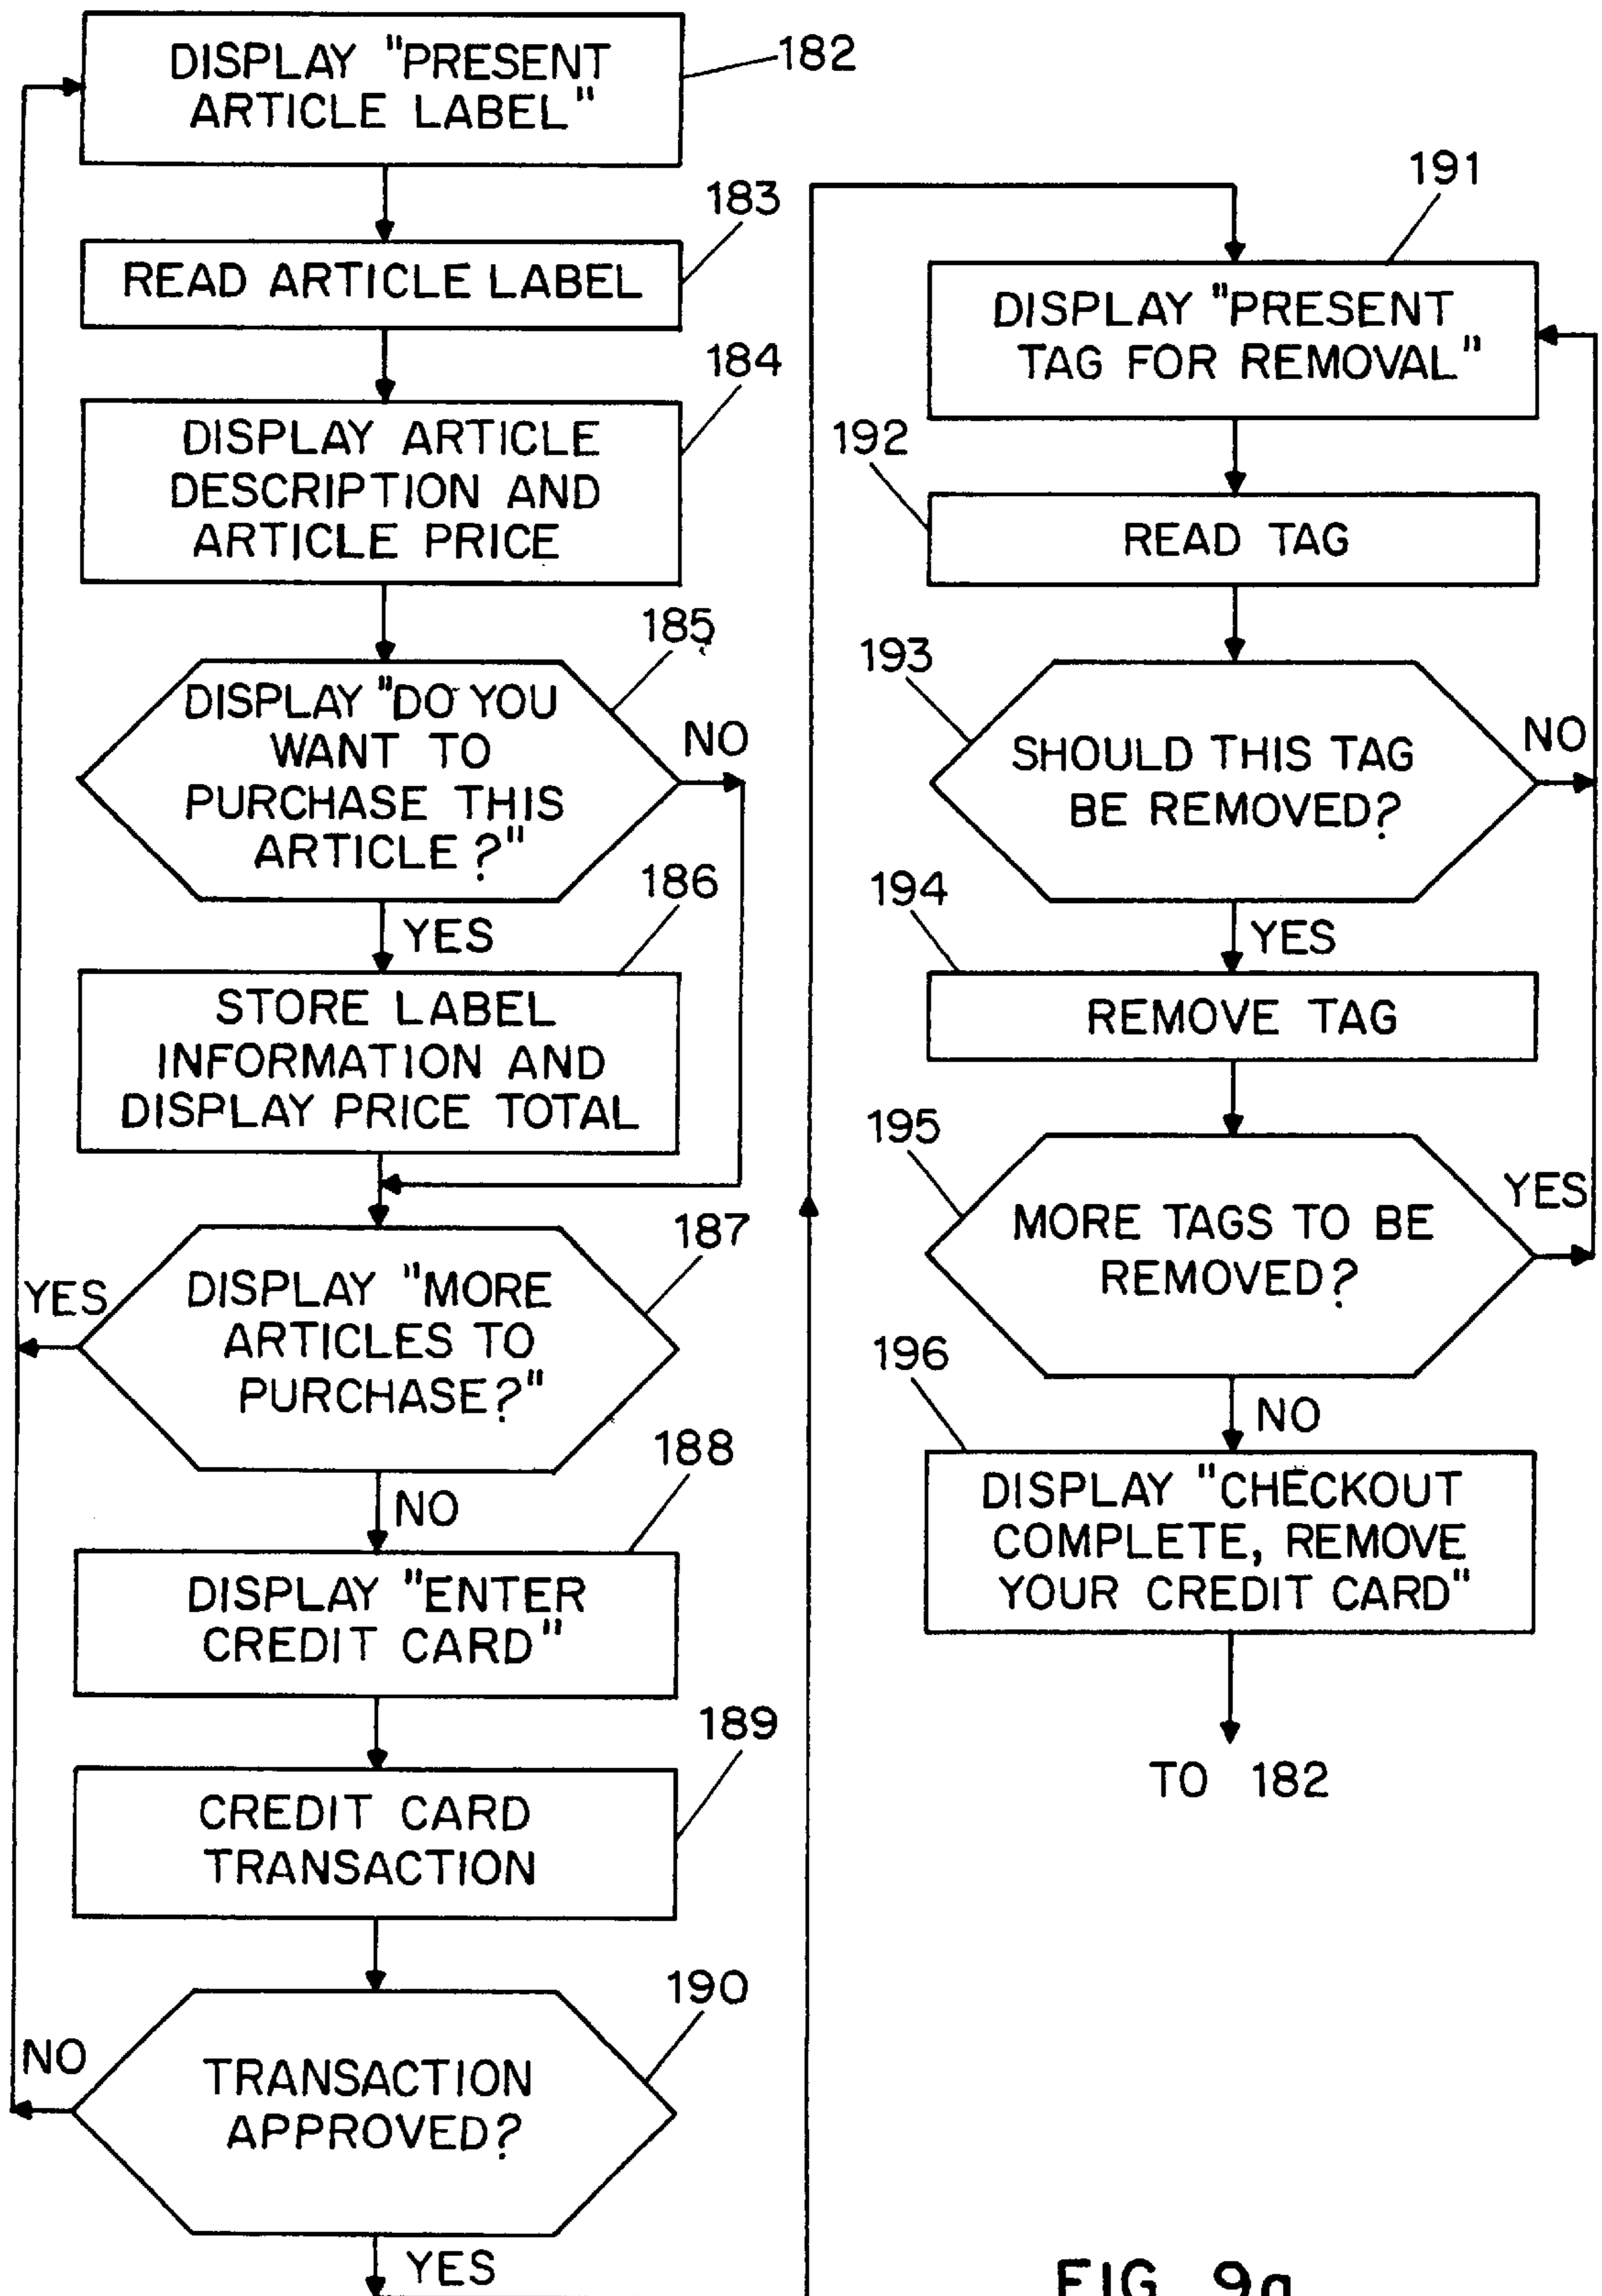 DISPLAY "PRESENT
ARTICLE LABEL"
182
183
READ ARTICLE LABEL
184
DISPLAY ARTICLE
DESCRIPTION AND
ARTICLE PRICE
185
DISPLAY "DO YOU
WANT TO
PURCHASE THIS
ARTICLE?"
NO
YES
186
STORE LABEL
INFORMATION AND
DISPLAY PRICE TOTAL
187
DISPLAY "MORE
ARTICLES TO
PURCHASE?"
YES
NO
188
DISPLAY "ENTER
CREDIT CARD"
189
CREDIT CARD
TRANSACTION
190
TRANSACTION
APPROVED?
NO
YES
191
DISPLAY "PRESENT
TAG FOR REMOVAL"
192
READ TAG
193
SHOULD THIS TAG
BE REMOVED?
NO
YES
194
REMOVE TAG
195
MORE TAGS TO BE
REMOVED?
YES
NO
196
DISPLAY "CHECKOUT
COMPLETE, REMOVE
YOUR CREDIT CARD"
TO 182
FIG. 9a